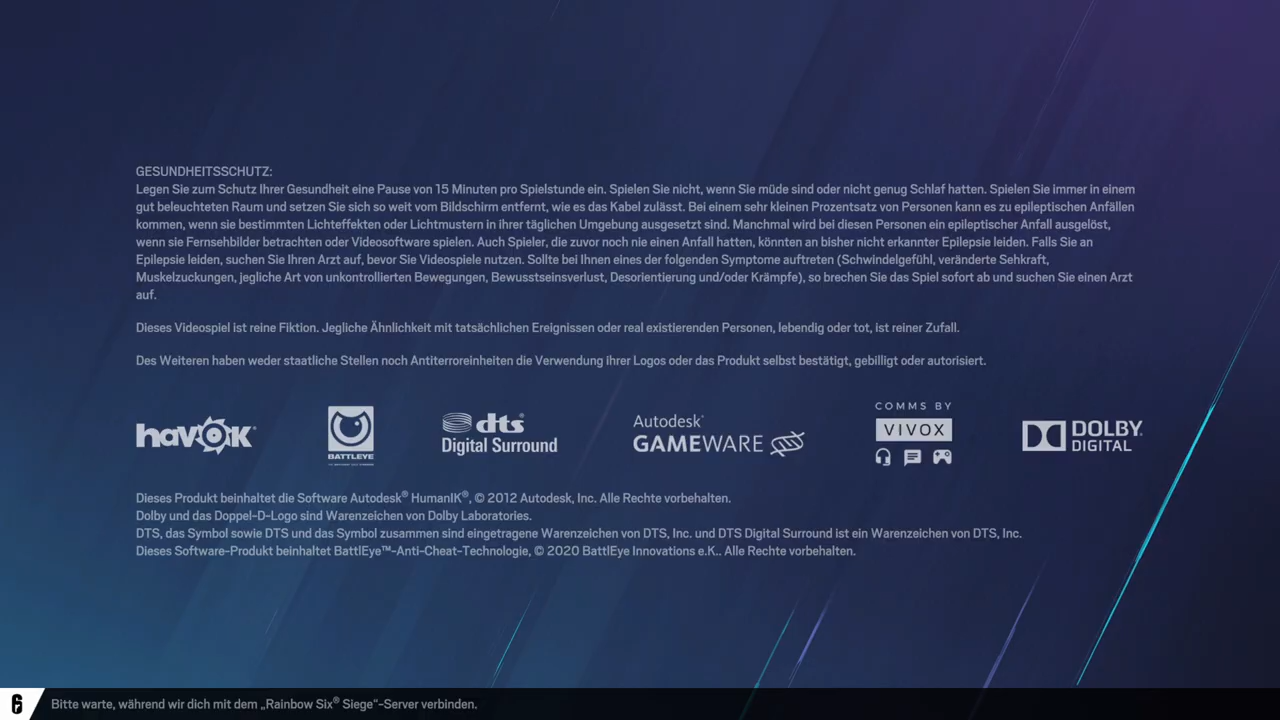 GESUNDHEITSSCHUTZ:
Legen Sie zum Schutz Ihrer Gesundheit eine Pause von 15 Minuten pro Spielstunde ein. Spielen Sie nicht, wenn Sie müde sind oder nicht genug Schlaf hatten. Spielen Sie immer in einem
gut beleuchteten Raum und setzen Sie sich so weit vom Bildschirm entfernt, wie es das Kabel zulässt. Bei einem sehr kleinen Prozentsatz von Personen kann es zu epileptischen Anfällen
kommen, wenn sie bestimmten Lichteffekten oder Lichtmustern in ihrer täglichen Umgebung ausgesetzt sind. Manchmal wird bei diesen Personen ein epileptischer Anfall ausgelöst,
wenn sie Fernsehbilder betrachten oder Videosoftware spielen. Auch Spieler, die zuvor noch nie einen Anfall hatten, könnten an bisher nicht erkannter Epilepsie leiden. Falls Sie an
Epilepsie leiden, suchen Sie Ihren Arzt auf, bevor Sie Videospiele nutzen. Sollte bei Ihnen eines der folgenden Symptome auftreten (Schwindelgefühl, veränderte Sehkraft,
Muskelzuckungen, jegliche Art von unkontrollierten Bewegungen, Bewusstseinsverlust, Desorientierung und/oder Krämpfe), so brechen Sie das Spiel sofort ab und suchen Sie einen Arzt
auf.
Dieses Videospiel ist reine Fiktion. Jegliche Ähnlichkeit mit tatsächlichen Ereignissen oder real existierenden Personen, lebendig oder tot, ist reiner Zufall.
Des Weiteren haben weder staatliche Stellen noch Antiterroreinheiten die Verwendung ihrer Logos oder das Produkt selbst bestätigt, gebilligt oder autorisiert.
havok®
BATTLEYE
dts®
Digital Surround
Autodesk®
GAMEWARE
COMMS BY
VIVOX
DOLBY®
DIGITAL
Dieses Produkt beinhaltet die Software Autodesk® HumanIK®, © 2012 Autodesk, Inc. Alle Rechte vorbehalten.
Dolby und das Doppel-D-Logo sind Warenzeichen von Dolby Laboratories.
DTS, das Symbol sowie DTS und das Symbol zusammen sind eingetragene Warenzeichen von DTS, Inc. und DTS Digital Surround ist ein Warenzeichen von DTS, Inc.
Dieses Software-Produkt beinhaltet BattlEye™-Anti-Cheat-Technologie, © 2020 BattlEye Innovations e.K.. Alle Rechte vorbehalten.
6 Bitte warte, während wir dich mit dem „Rainbow Six® Siege“-Server verbinden.